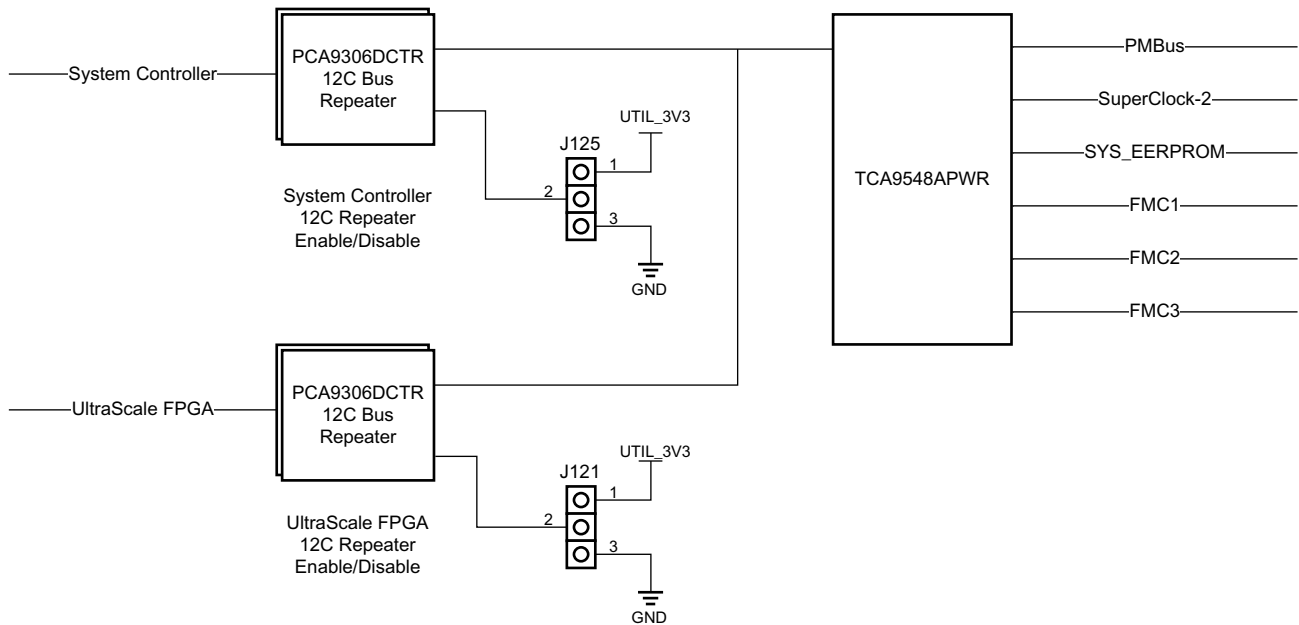 System Controller
PCA9306DCTR
12C Bus
Repeater
System Controller
12C Repeater
Enable/Disable
J125
UTIL_3V3
1
2
3
GND
TCA9548APWR
PMBus
SuperClock-2
SYS_EERPROM
FMC1
FMC2
FMC3
UltraScale FPGA
PCA9306DCTR
12C Bus
Repeater
UltraScale FPGA
12C Repeater
Enable/Disable
J121
UTIL_3V3
1
2
3
GND